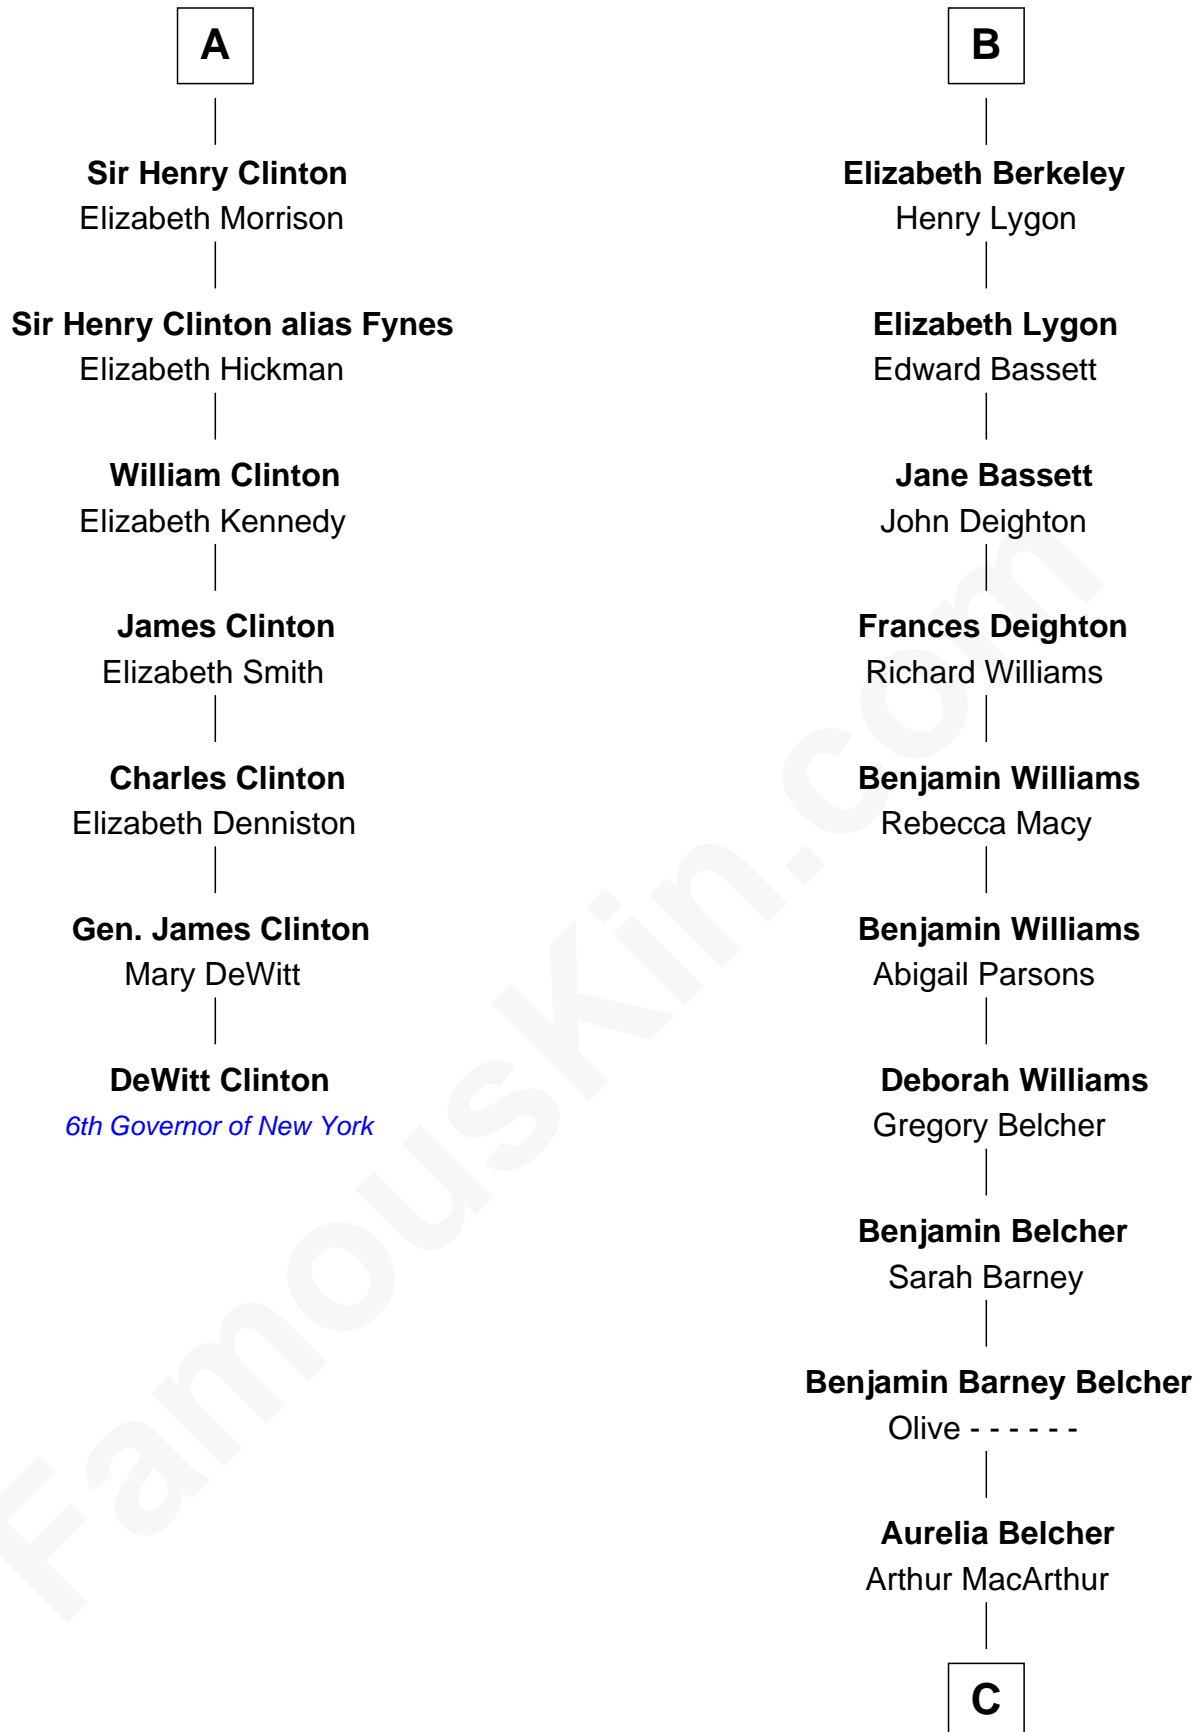 A
Sir Henry Clinton
Elizabeth Morrison
Sir Henry Clinton alias Fynes
Elizabeth Hickman
William Clinton
Elizabeth Kennedy
James Clinton
Elizabeth Smith
Charles Clinton
Elizabeth Denniston
Gen. James Clinton
Mary DeWitt
DeWitt Clinton
6th Governor of New York
B
Elizabeth Berkeley
Henry Lygon
Elizabeth Lygon
Edward Bassett
Jane Bassett
John Deighton
Frances Deighton
Richard Williams
Benjamin Williams
Rebecca Macy
Benjamin Williams
Abigail Parsons
Deborah Williams
Gregory Belcher
Benjamin Belcher
Sarah Barney
Benjamin Barney Belcher
Olive - - - - - -
Aurelia Belcher
Arthur MacArthur
C
FamousKin.com